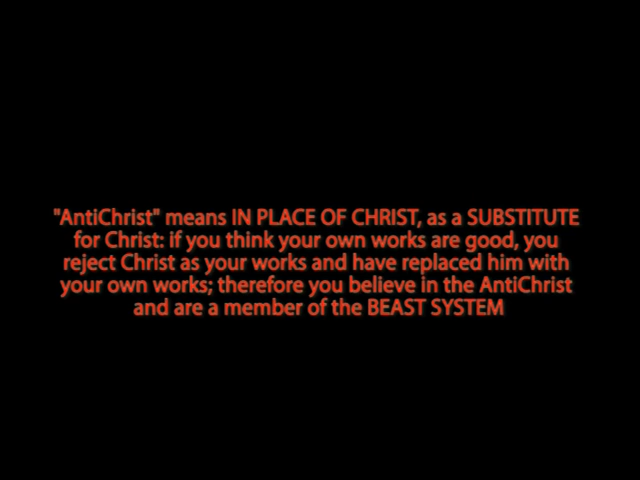 "AntiChrist" means IN PLACE OF CHRIST, as a SUBSTITUTE
for Christ: if you think your own works are good, you
reject Christ as your works and have replaced him with
your own works; therefore you believe in the AntiChrist
and are a member of the BEAST SYSTEM